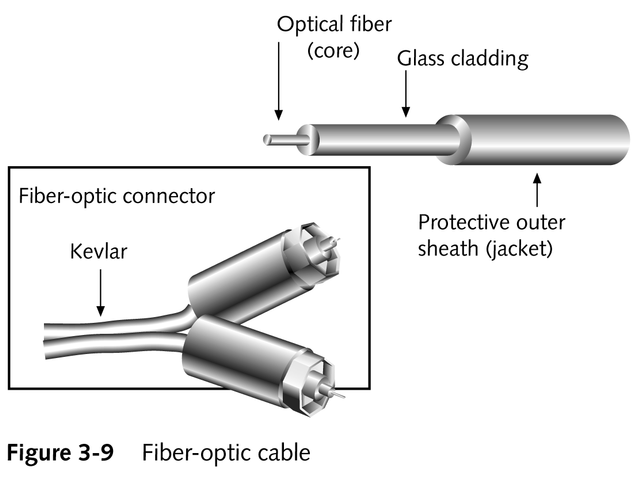 Optical fiber
(core)
Glass cladding
Protective outer
sheath (jacket)
Fiber-optic connector
Kevlar
Figure 3-9 Fiber-optic cable